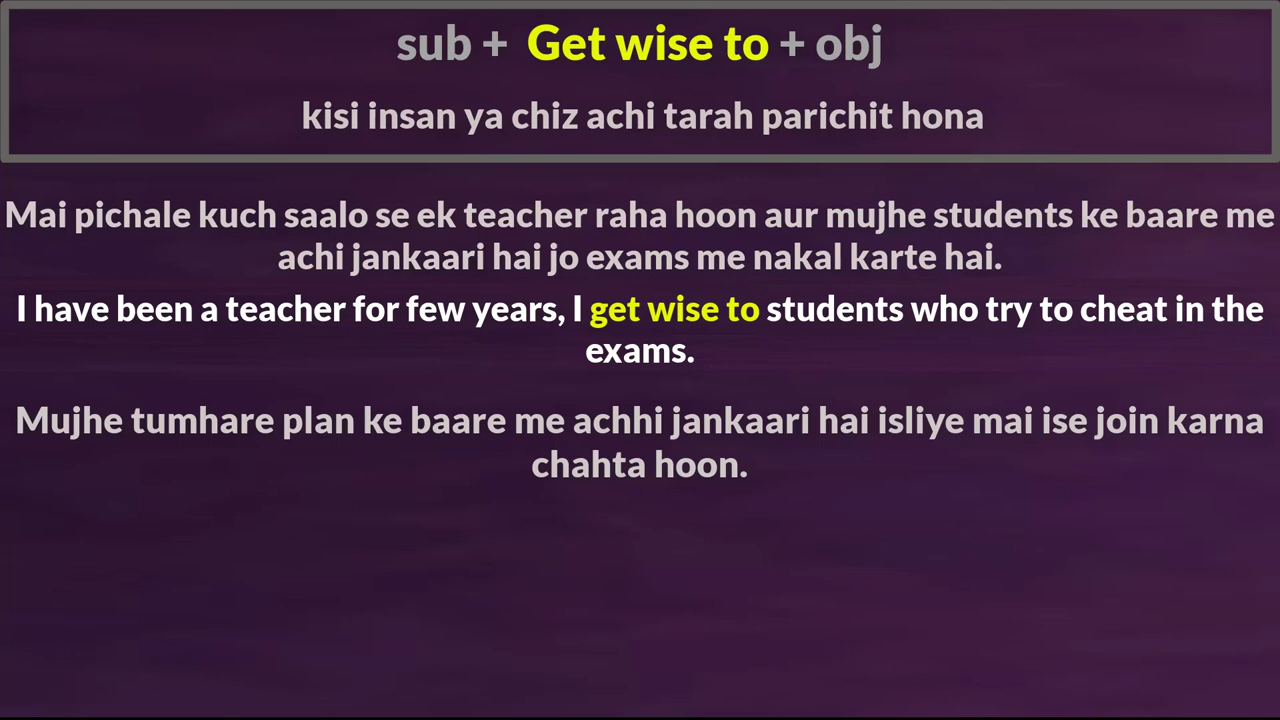 sub + Get wise to + obj
kisi insan ya chiz achi tarah parichit hona
Mai pichale kuch saalo se ek teacher raha hoon aur mujhe students ke baare me
achi jankaari hai jo exams me nakal karte hai.
I have been a teacher for few years, I get wise to students who try to cheat in the
exams.
Mujhe tumhare plan ke baare me achhi jankaari hai isliye mai ise join karna
chahta hoon.